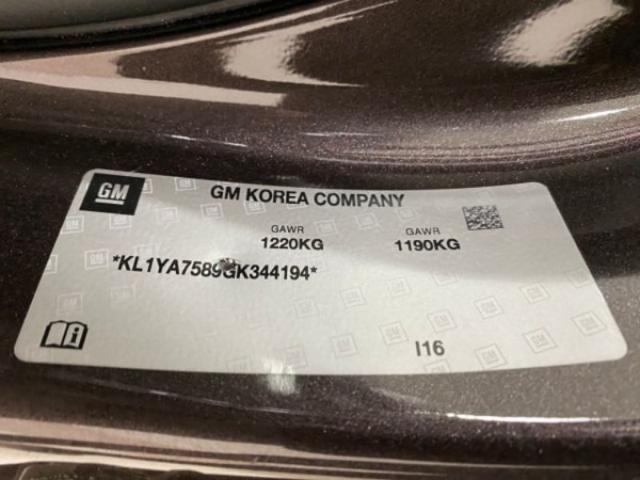 GM
GM KOREA COMPANY
GAWR GAWR
1220KG 1190KG
*KL1YA7589GK344194*
I16